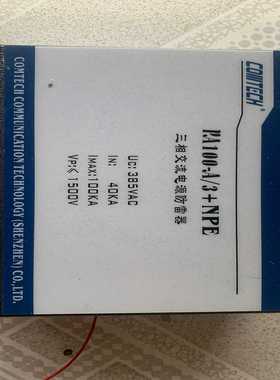 COMTECH
PA100-A/3+NPE
三相交流电源防雷器
UC: 385VAC
IN: 40KA
IMAX:100KA
VP:≤1500V
COMTECH COMMUNICATION
TECHNOLOGY (SHENZHEN) CO.,LTD.